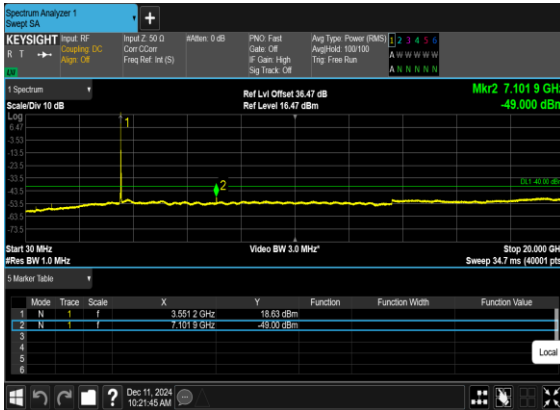 Spectrum Analyzer 1
Swept SA
+
KEYSIGHT
R T
Input: RF
Coupling: DC
Align: Off
Input Z: 50 Ω
Corr CCorr
Freq Ref: Int (S)
#Atten: 0 dB
PNO: Fast
Gate: Off
IF Gain: High
Sig Track: Off
Avg Type: Power (RMS)
Avg|Hold: 100/100
Trig: Free Run
1 2 3 4 5 6
A W W W W W
A N N N N N
1 Spectrum
Scale/Div 10 dB
Ref Lvl Offset 36.47 dB
Ref Level 16.47 dBm
Mkr2 7.101 9 GHz
-49.000 dBm
Log
6.47
-3.53
-13.5
-23.5
-33.5
-43.5
-53.5
-63.5
-73.5
1
2
DL1 -40.00 dBm
Start 30 MHz
#Res BW 1.0 MHz
Video BW 3.0 MHz*
Stop 20.000 GHz
Sweep 34.7 ms (40001 pts)
5 Marker Table
Mode Trace Scale X Y Function Function Width Function Value
1 N 1 f 3.551 2 GHz 18.63 dBm
2 N 1 f 7.101 9 GHz -49.00 dBm
3
4
5
6
Local
?
Dec 11, 2024
10:21:45 AM